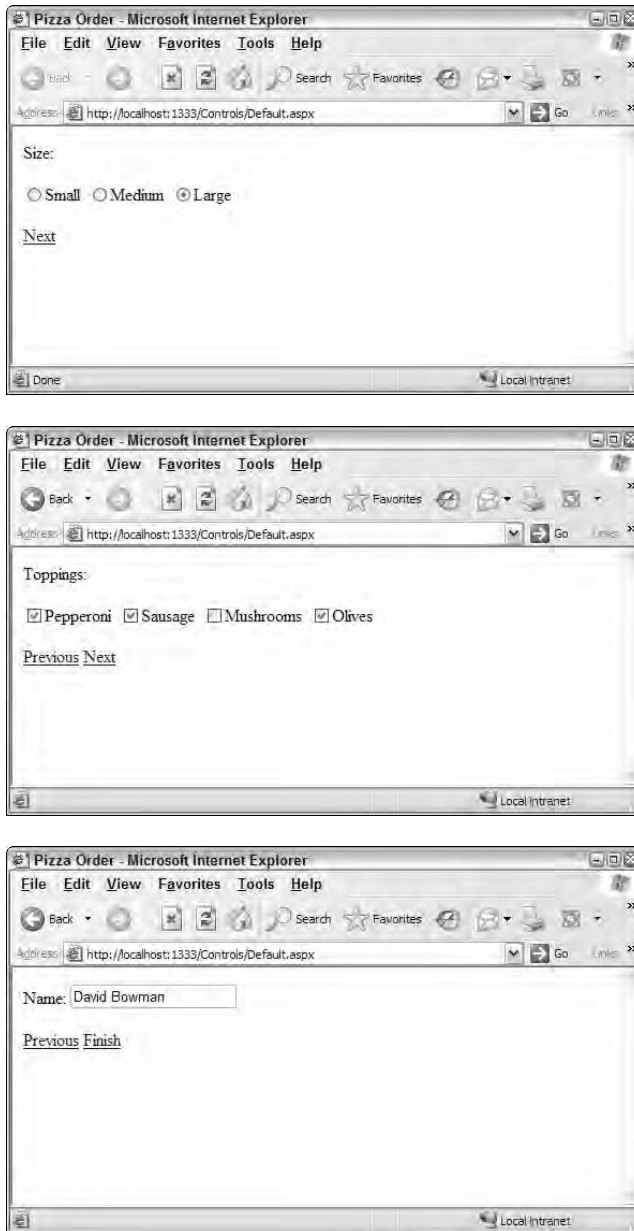 Pizza Order - Microsoft Internet Explorer
File Edit View Favorites Tools Help
Back Search Favorites »
Address http://localhost:1333/Controls/Default.aspx Go Links »
Size:
Small Medium Large
Next
Done Local intranet
Pizza Order - Microsoft Internet Explorer
File Edit View Favorites Tools Help
Back Search Favorites »
Address http://localhost:1333/Controls/Default.aspx Go Links »
Toppings:
Pepperoni Sausage Mushrooms Olives
Previous Next
Local intranet
Pizza Order - Microsoft Internet Explorer
File Edit View Favorites Tools Help
Back Search Favorites »
Address http://localhost:1333/Controls/Default.aspx Go Links »
Name: David Bowman
Previous Finish
Local intranet